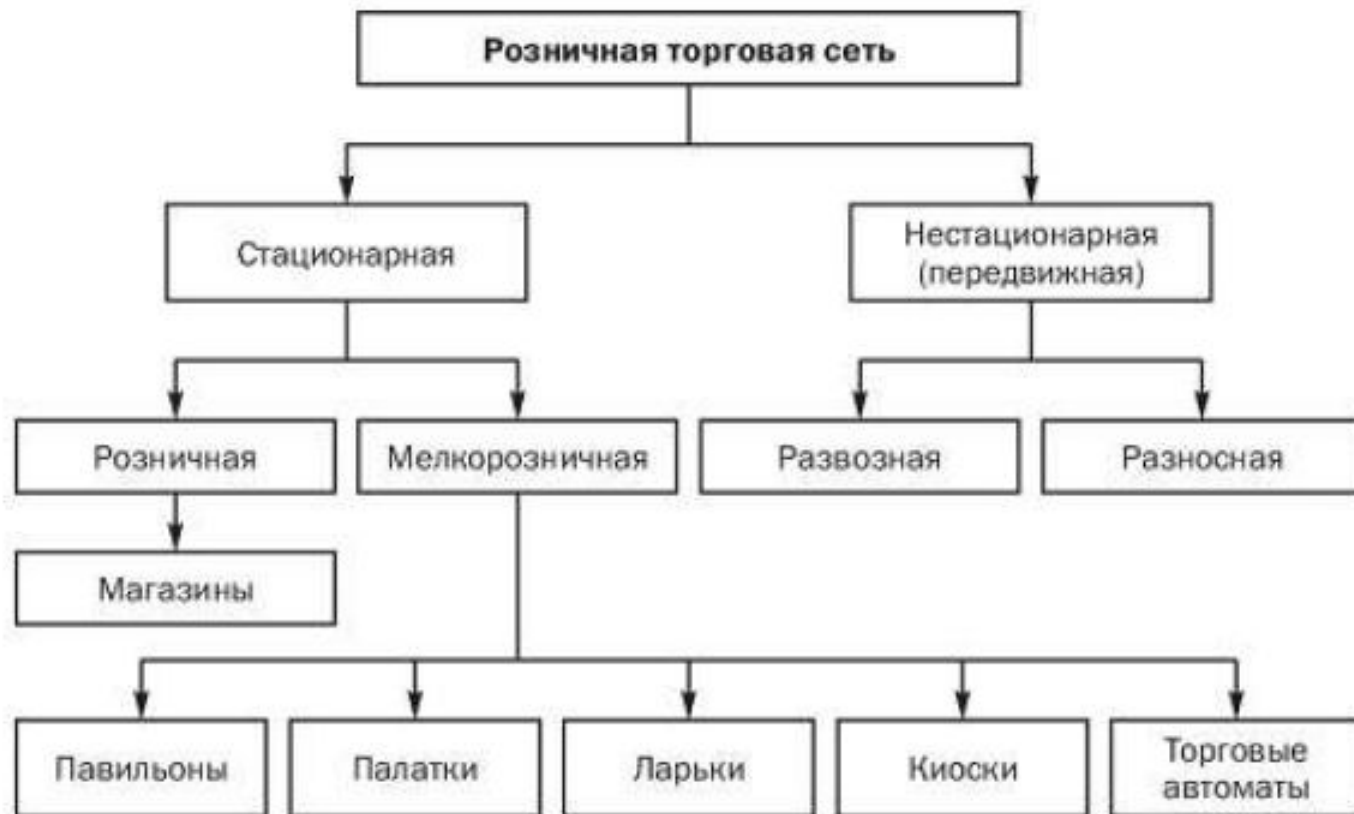 Розничная торговая сеть
Стационарная
Нестационарная
(передвижная)
Розничная
Мелкорозничная
Развозная
Разносная
Магазины
Павильоны
Палатки
Ларьки
Киоски
Торговые
автоматы